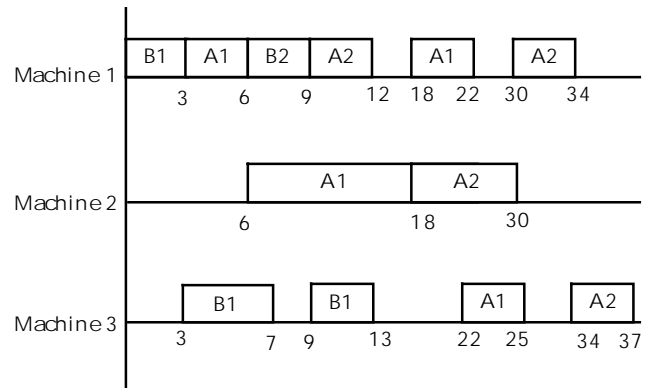 B1 A1 B2 A2 A1 A2
Machine 1
3 6 9 12 18 22 30 34
A1 A2
Machine 2
6 18 30
B1 B1 A1 A2
Machine 3
3 7 9 13 22 25 34 37